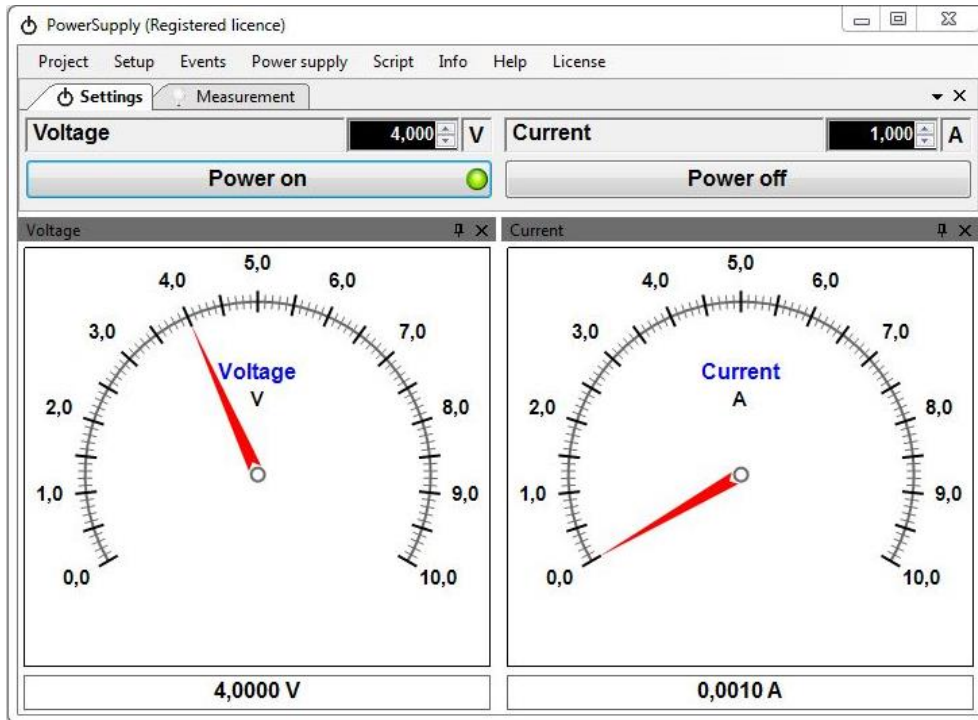 PowerSupply (Registered licence)
Project Setup Events Power supply Script Info Help License
Settings Measurement
Voltage 4,000 V Current 1,000 A
Power on Power off
Voltage Current
0,0 1,0 2,0 3,0 4,0 5,0 6,0 7,0 8,0 9,0 10,0
Voltage
V
4,0000 V
0,0 1,0 2,0 3,0 4,0 5,0 6,0 7,0 8,0 9,0 10,0
Current
A
0,0010 A